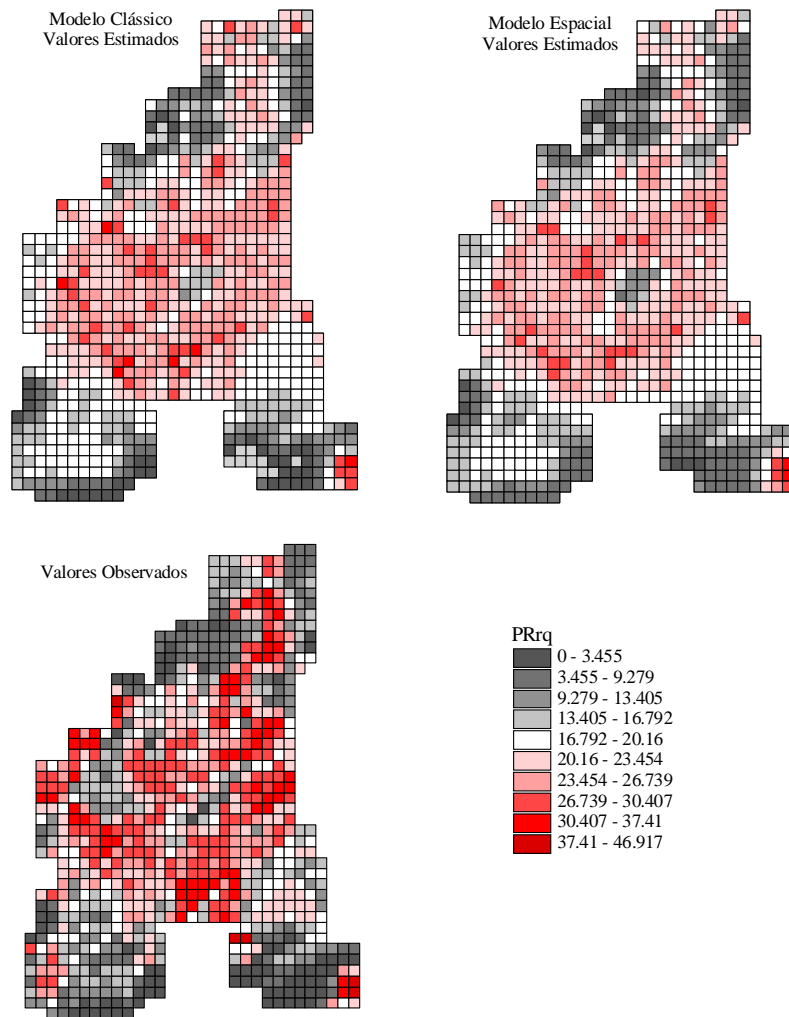 Modelo Clássico
Valores Estimados
Modelo Espacial
Valores Estimados
Valores Observados
PRrq
0 - 3.455
3.455 - 9.279
9.279 - 13.405
13.405 - 16.792
16.792 - 20.16
20.16 - 23.454
23.454 - 26.739
26.739 - 30.407
30.407 - 37.41
37.41 - 46.917